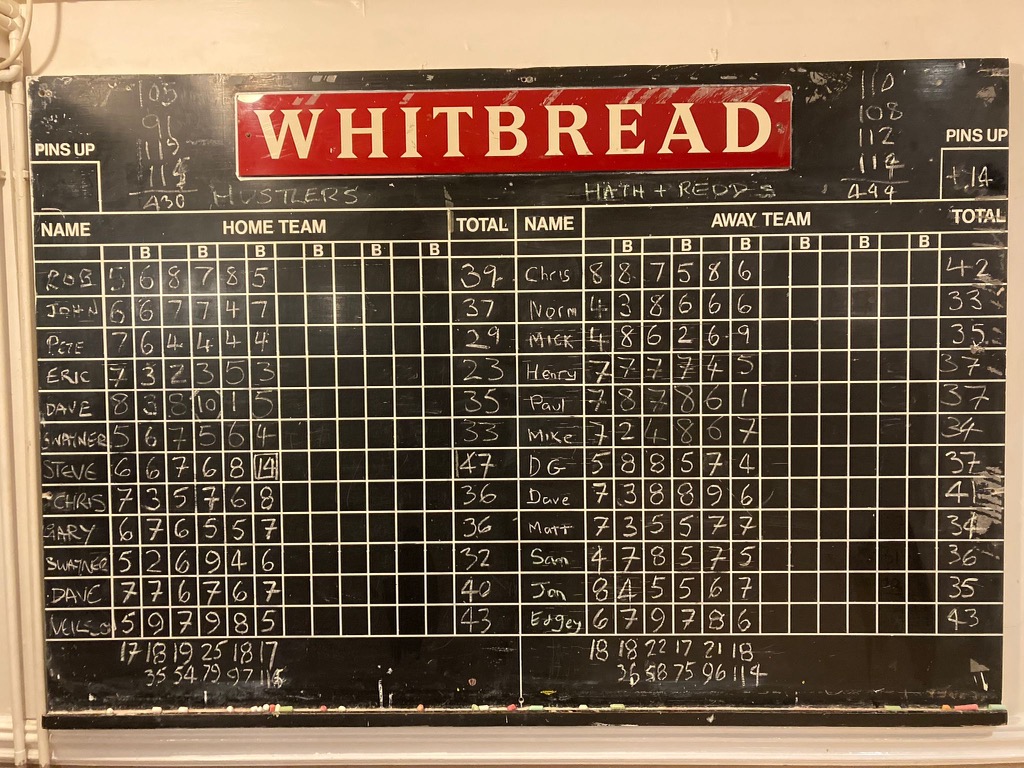 105
91
119
115
430
WHITBREAD
110
108
112
114
444
PINS UP
PINS UP
+14
HUSTLERS HATH + REDD'S
NAME HOME TEAM TOTAL NAME AWAY TEAM TOTAL
B B B B B B B B B B B B
ROB 5 6 8 7 8 5 39 Chris 8 8 7 5 8 6 42
JOHN 6 6 7 7 4 7 37 Norm 4 3 8 6 6 6 33
PETE 7 6 4 4 4 4 29 MICK 4 8 6 2 6 9 35
ERIC 7 3 2 3 5 3 23 Henry 7 7 7 7 4 5 37
DAVE 8 3 8 10 1 5 35 Paul 7 8 7 8 6 1 37
SWAYNER 5 6 7 5 6 4 33 Mike 7 2 4 8 6 7 34
STEVE 6 6 7 6 8 14 47 DG 5 8 8 5 7 4 37
CHRIS 7 3 5 7 6 8 36 Dave 7 3 8 8 9 6 41
GARY 6 7 6 5 5 7 36 Matt 7 3 5 5 7 7 34
SWAYNER 5 2 6 9 4 6 32 Sam 4 7 8 5 7 5 36
DAVE 7 7 6 7 6 7 40 Jon 8 4 5 5 6 7 35
5 9 7 9 8 5 43 Edgey 6 7 9 7 8 6 43
17 18 19 25 18 17 18 18 22 17 21 18
35 54 79 97 115 36 58 75 96 114